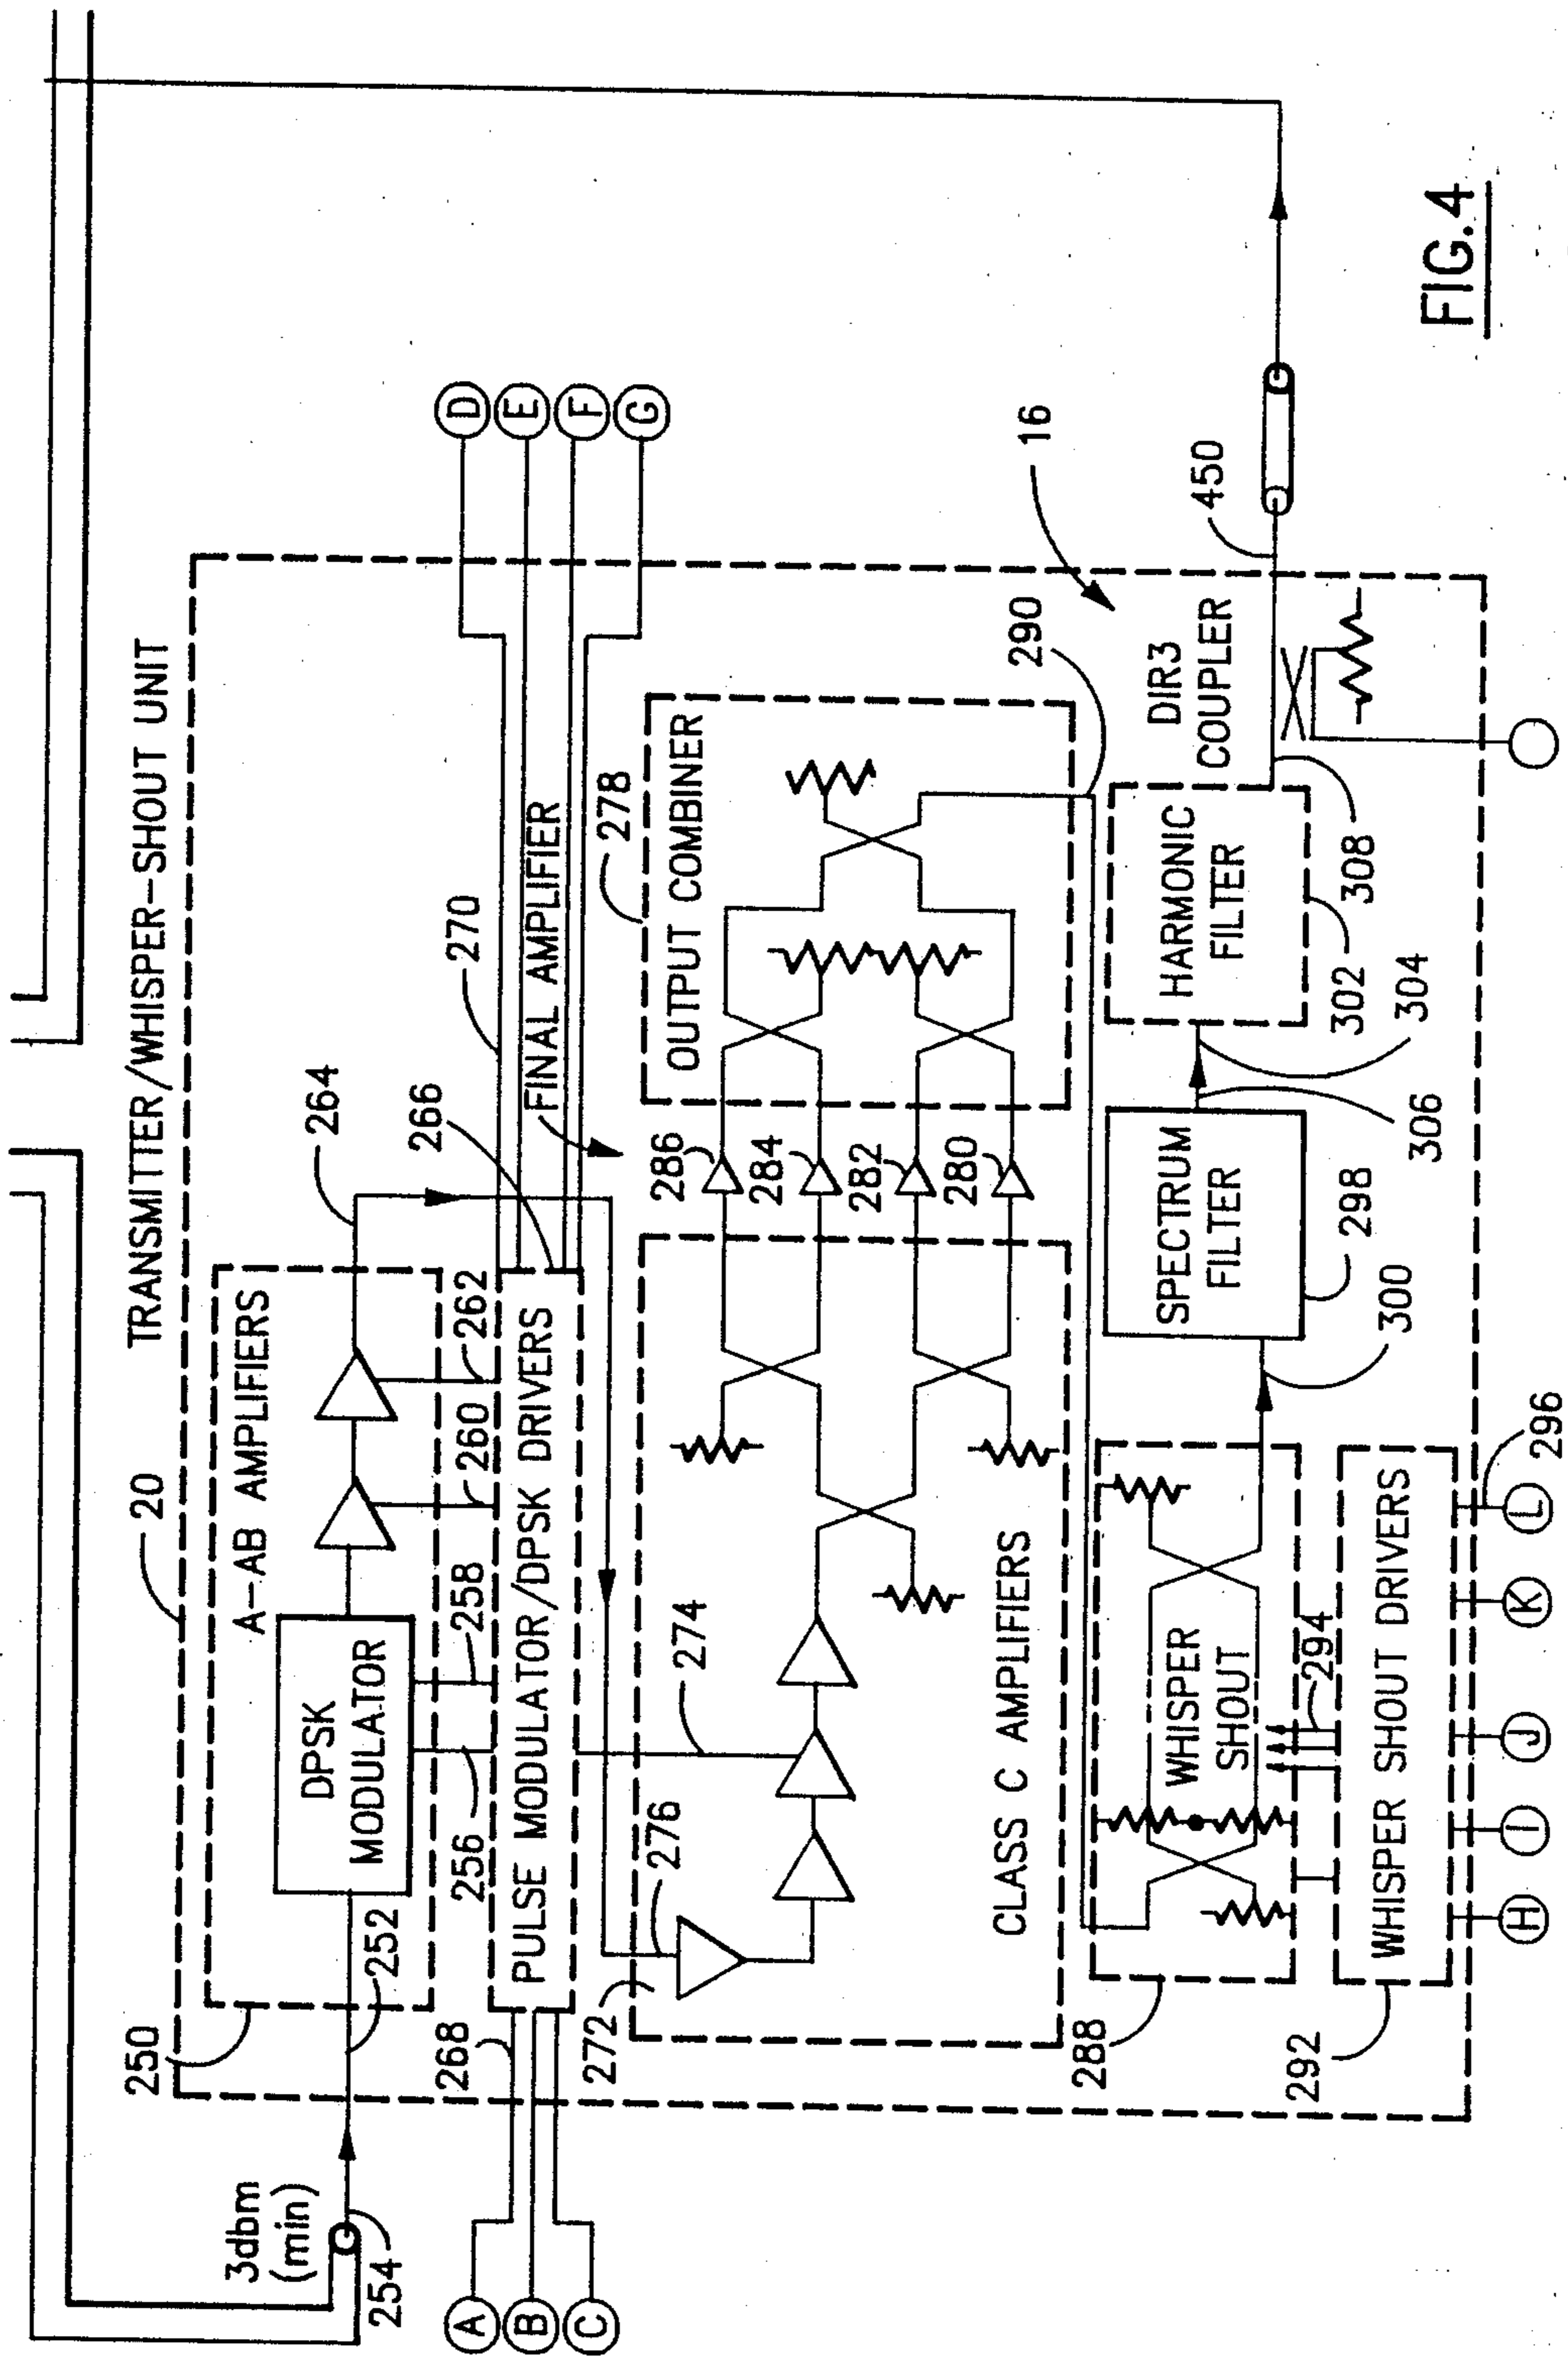 TRANSMITTER/WHISPER-SHOUT UNIT
20
3dbm
(min)
254
250
252
A-AB AMPLIFIERS
DPSK
MODULATOR
264
256
258
260
262
A
B
C
268
PULSE MODULATOR/DPSK DRIVERS
266
270
D
E
F
G
FINAL AMPLIFIER
272
276
274
CLASS C AMPLIFIERS
286
284
282
280
278
OUTPUT COMBINER
290
16
288
WHISPER
SHOUT
294
292
WHISPER SHOUT DRIVERS
H
I
J
K
L
296
300
SPECTRUM
FILTER
298
306
304
HARMONIC
FILTER
302
308
DIR3
COUPLER
450
FIG.4